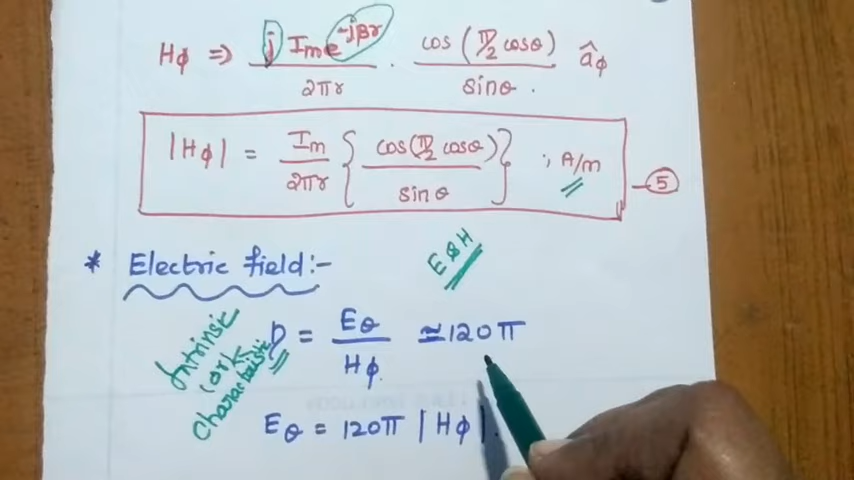 Hφ ⇒ j Im e^-jβr / 2πr . cos(π/2 cosθ) / sinθ . âφ
|Hφ| = Im / 2πr { cos(π/2 cosθ) / sinθ } ; A/m — 5
* Electric field:-
E & H
Intrinsic (or) Characteristic
η = Eθ / Hφ ≃ 120π
Eθ = 120π |Hφ|.